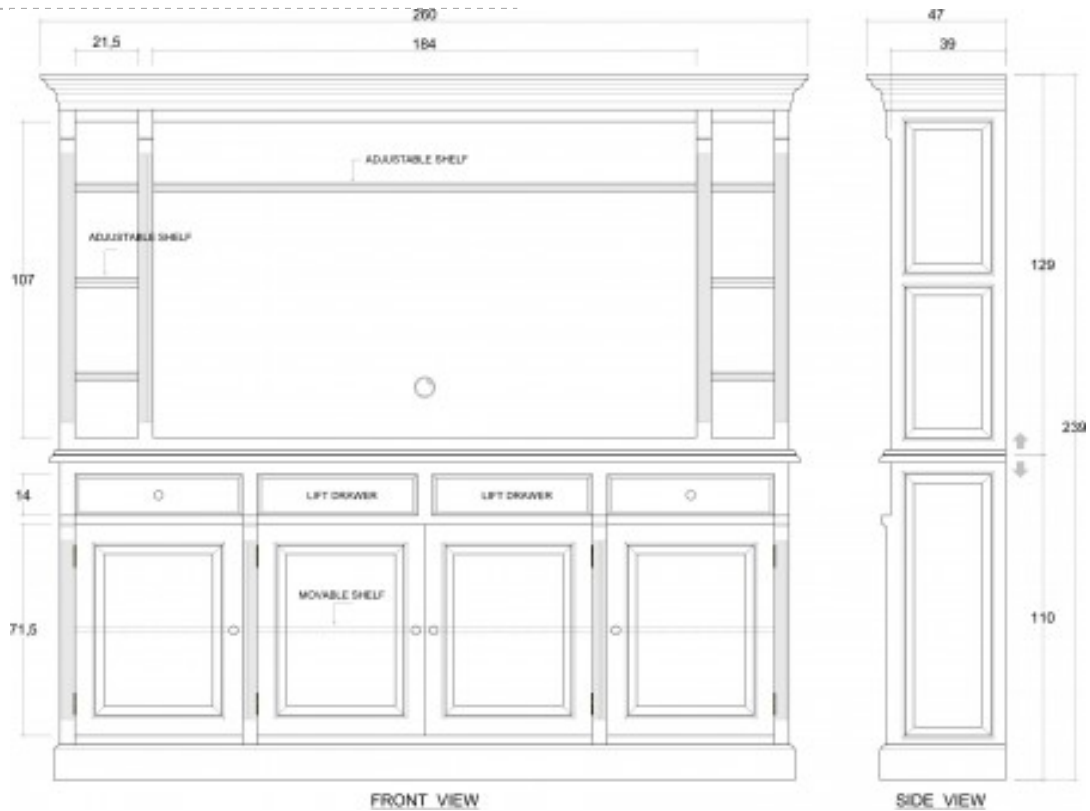 260
47
21,5
184
39
ADJUSTABLE SHELF
ADJUSTABLE SHELF
107
129
239
14
LIFT DRAWER
LIFT DRAWER
MOVABLE SHELF
71,5
110
FRONT VIEW
SIDE VIEW